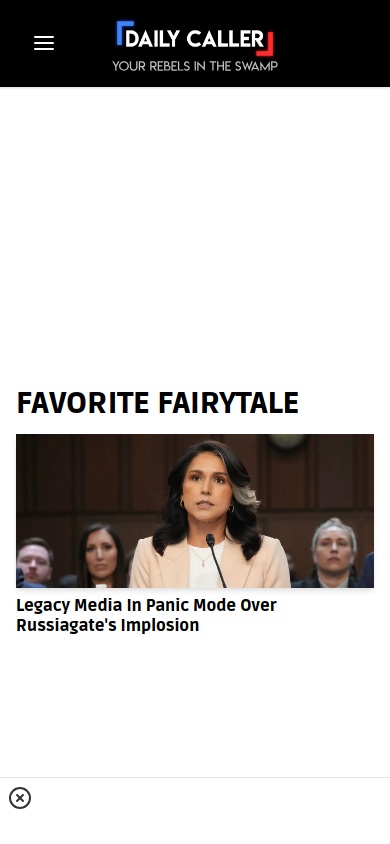 DAILY CALLER
YOUR REBELS IN THE SWAMP
FAVORITE FAIRYTALE
Legacy Media In Panic Mode Over
Russiagate's Implosion